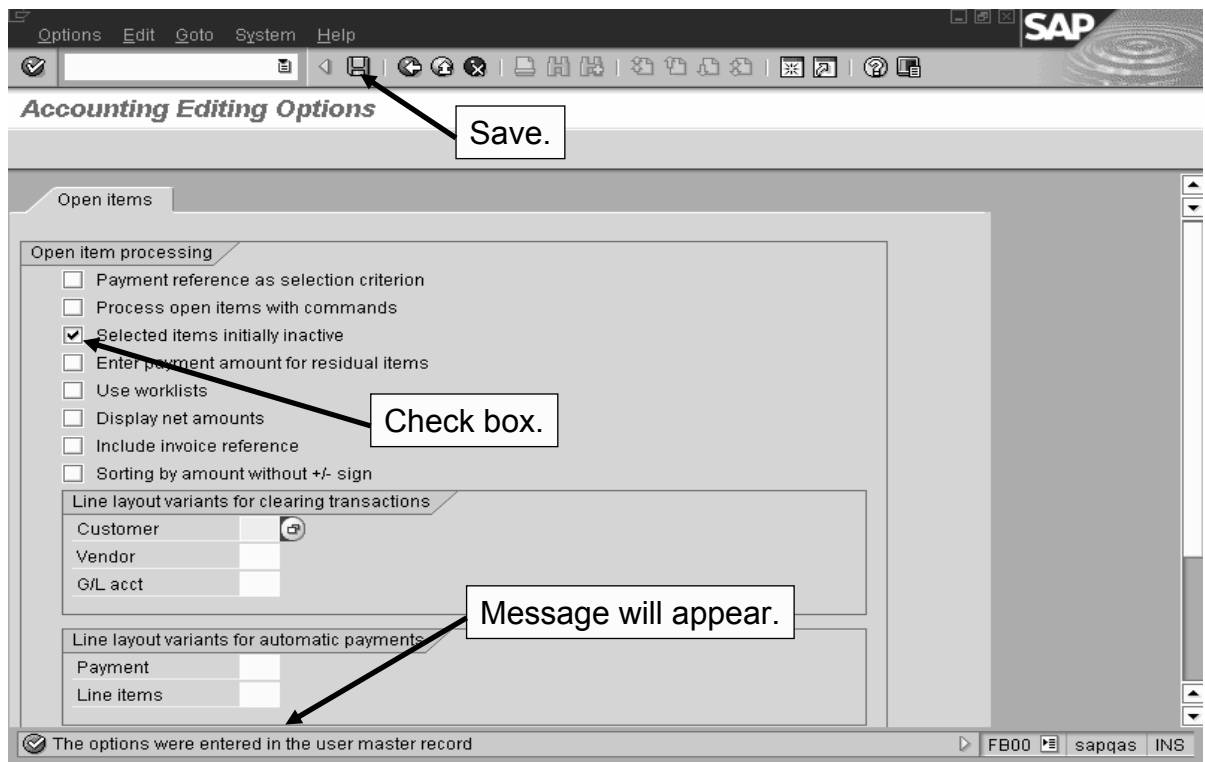 Options Edit Goto System Help
SAP
Accounting Editing Options
Save.
Open items
Open item processing
Payment reference as selection criterion
Process open items with commands
Selected items initially inactive
Enter payment amount for residual items
Use worklists
Display net amounts
Check box.
Include invoice reference
Sorting by amount without +/- sign
Line layout variants for clearing transactions
Customer
Vendor
G/L acct
Message will appear.
Line layout variants for automatic payments
Payment
Line items
The options were entered in the user master record
FB00 sapqas INS